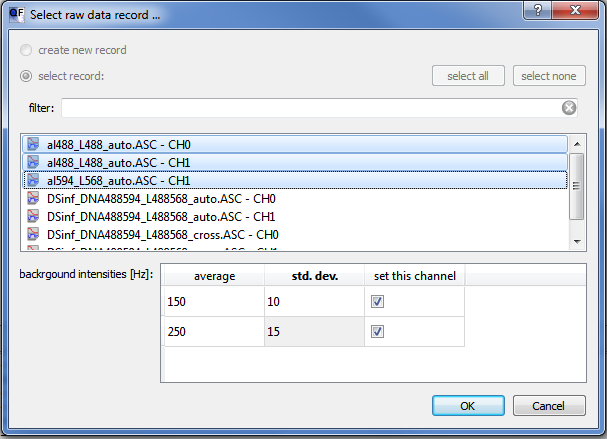 QF Select raw data record ...
create new record
select record: select all select none
filter:
al488_L488_auto.ASC - CH0
al488_L488_auto.ASC - CH1
al594_L568_auto.ASC - CH1
DSinf_DNA488594_L488568_auto.ASC - CH0
DSinf_DNA488594_L488568_auto.ASC - CH1
DSinf_DNA488594_L488568_cross.ASC - CH0
backrgound intensities [Hz]: average std. dev. set this channel
150 10
250 15
OK Cancel